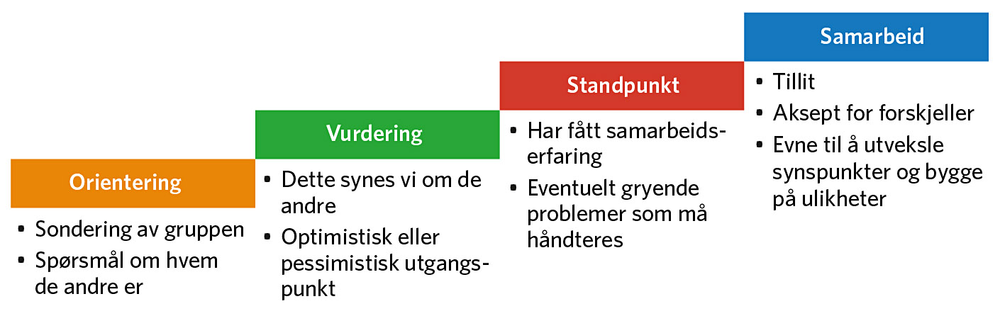 Orientering
• Sondering av gruppen
• Spørsmål om hvem
de andre er
Vurdering
• Dette synes vi om de
andre
• Optimistisk eller
pessimistisk utgangs-
punkt
Standpunkt
• Har fått samarbeids-
erfaring
• Eventuelt gryende
problemer som må
håndteres
Samarbeid
• Tillit
• Aksept for forskjeller
• Evne til å utveksle
synspunkter og bygge
på ulikheter